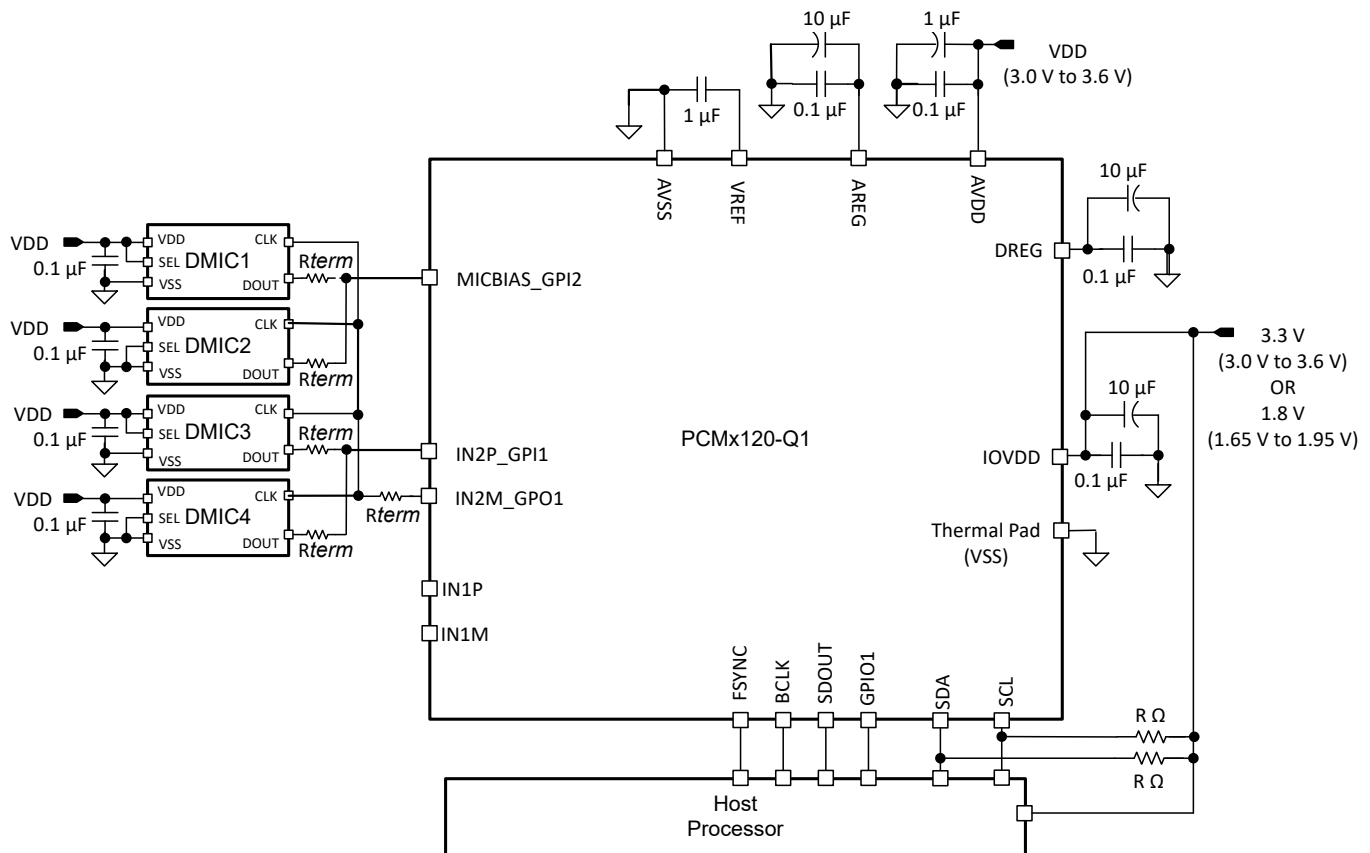 10 µF
1 µF
VDD
(3.0 V to 3.6 V)
1 µF
0.1 µF
0.1 µF
AVSS
VREF
AREG
AVDD
10 µF
DREG
0.1 µF
VDD
0.1 µF
VDD
SEL
VSS
DMIC1
CLK
DOUT
Rterm
MICBIAS_GPI2
VDD
0.1 µF
VDD
SEL
VSS
DMIC2
CLK
DOUT
Rterm
VDD
0.1 µF
VDD
SEL
VSS
DMIC3
CLK
DOUT
Rterm
IN2P_GPI1
VDD
0.1 µF
VDD
SEL
VSS
DMIC4
CLK
DOUT
Rterm
Rterm
IN2M_GPO1
PCMx120-Q1
3.3 V
(3.0 V to 3.6 V)
OR
1.8 V
(1.65 V to 1.95 V)
10 µF
IOVDD
0.1 µF
Thermal Pad
(VSS)
IN1P
IN1M
FSYNC
BCLK
SDOUT
GPIO1
SDA
SCL
R Ω
R Ω
Host
Processor